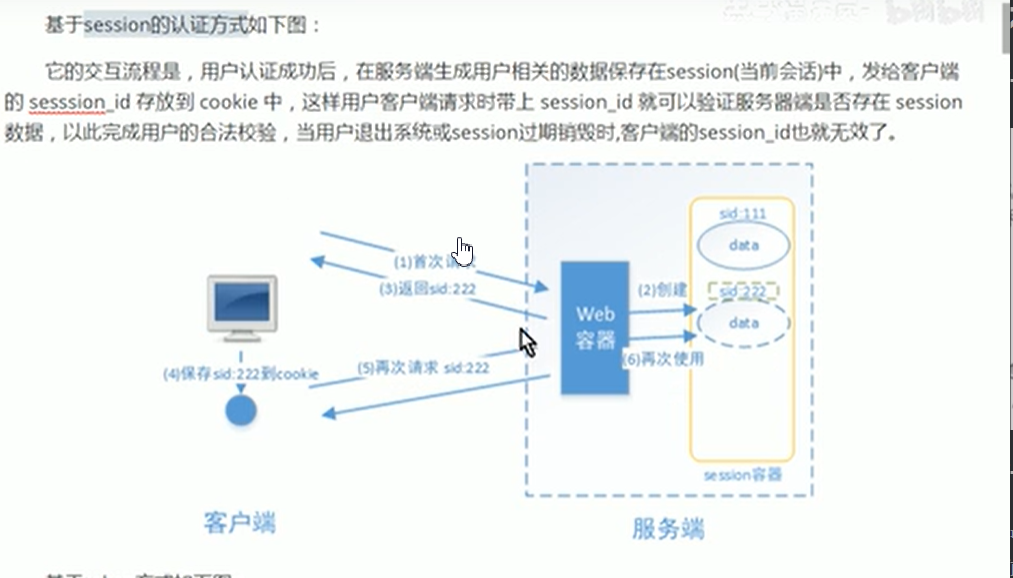 基于session的认证方式如下图：
它的交互流程是，用户认证成功后，在服务端生成用户相关的数据保存在session(当前会话)中，发给客户端
的 sesssion_id 存放到 cookie 中，这样用户客户端请求时带上 session_id 就可以验证服务器端是否存在 session
数据，以此完成用户的合法校验，当用户退出系统或session过期销毁时,客户端的session_id也就无效了。
sid:111
data
(1)首次
(2)创建
sid:222
(3)返回sid:222
Web
容器
data
(6)再次使用
(5)再次请求 sid:222
(4)保存sid:222到cookie
session容器
客户端
服务端